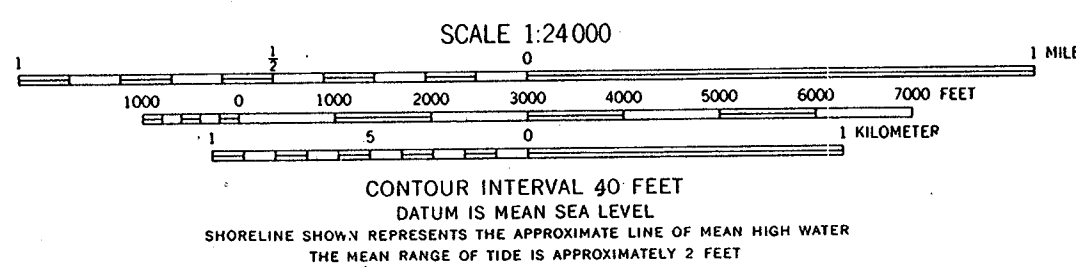 SCALE 1:24 000
1 1/2 0 1 MILE
1000 0 1000 2000 3000 4000 5000 6000 7000 FEET
1 .5 0 1 KILOMETER
CONTOUR INTERVAL 40 FEET
DATUM IS MEAN SEA LEVEL
SHORELINE SHOWN REPRESENTS THE APPROXIMATE LINE OF MEAN HIGH WATER
THE MEAN RANGE OF TIDE IS APPROXIMATELY 2 FEET